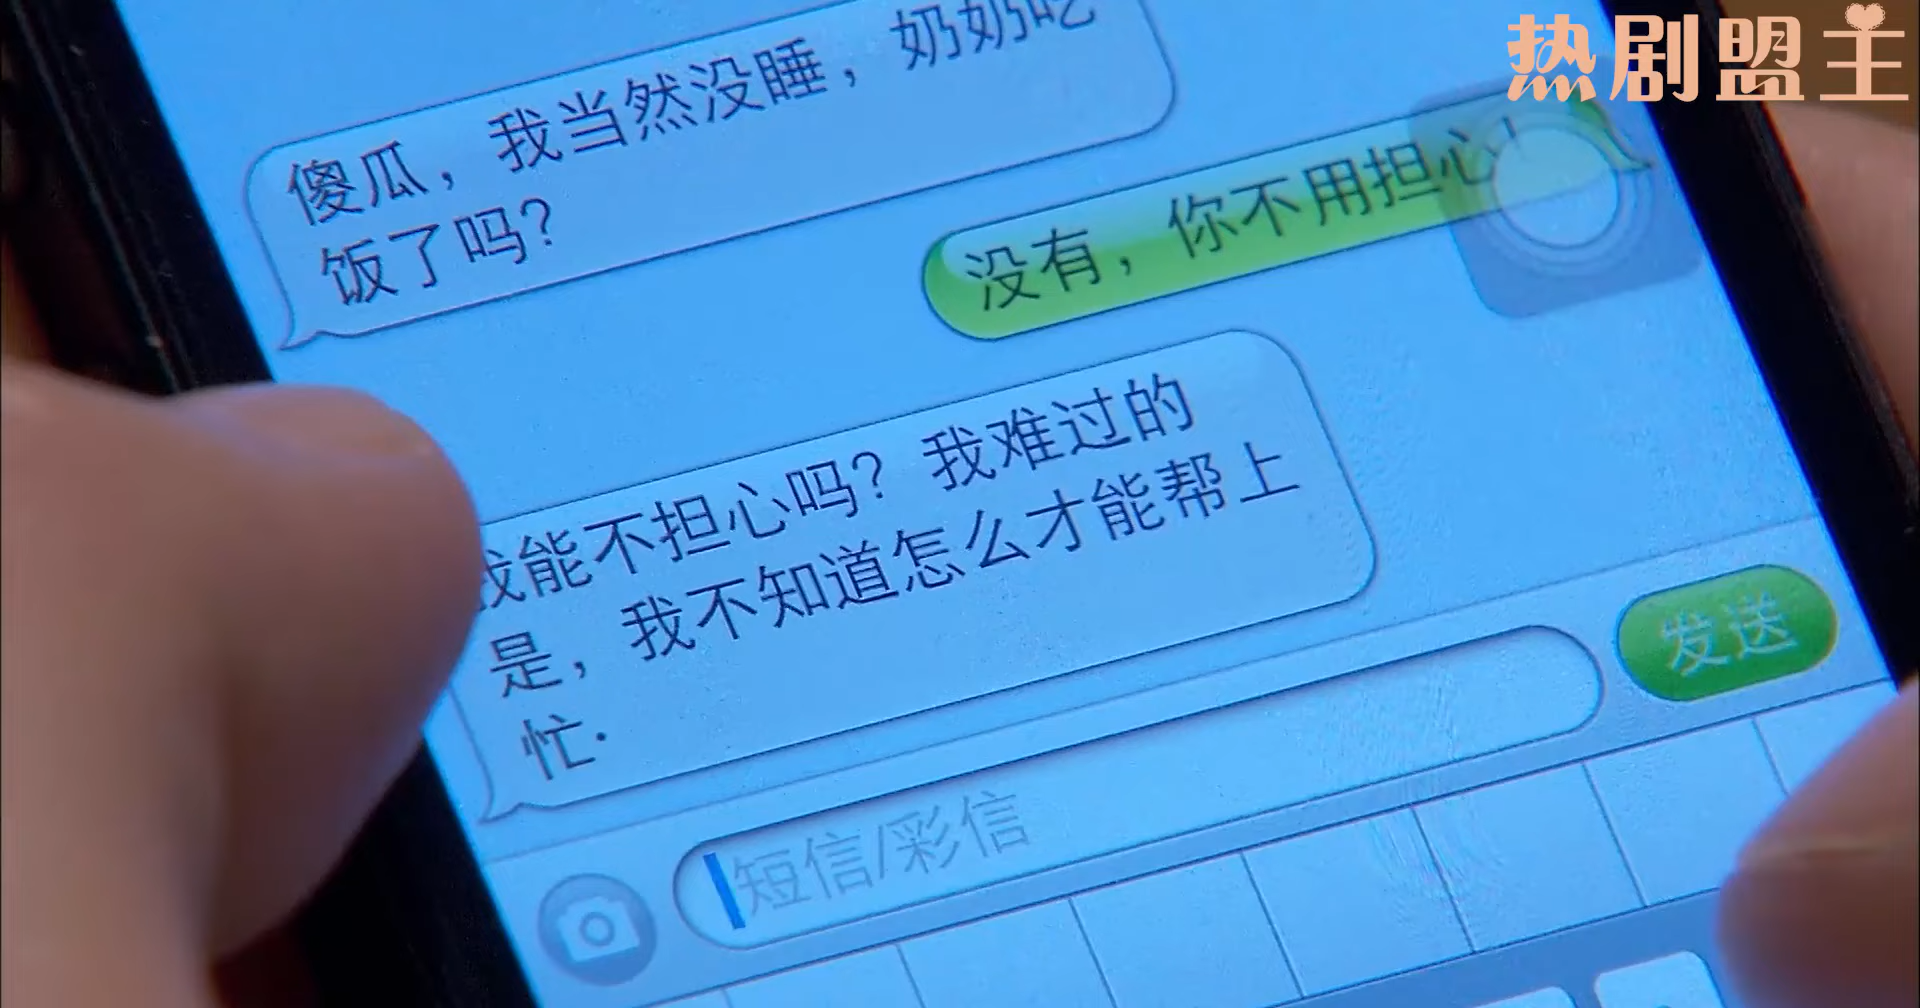 热剧盟主
傻瓜，我当然没睡，奶奶吃
饭了吗？
没有，你不用担心
我能不担心吗？我难过的
是，我不知道怎么才能帮上
忙.
发送
短信/彩信